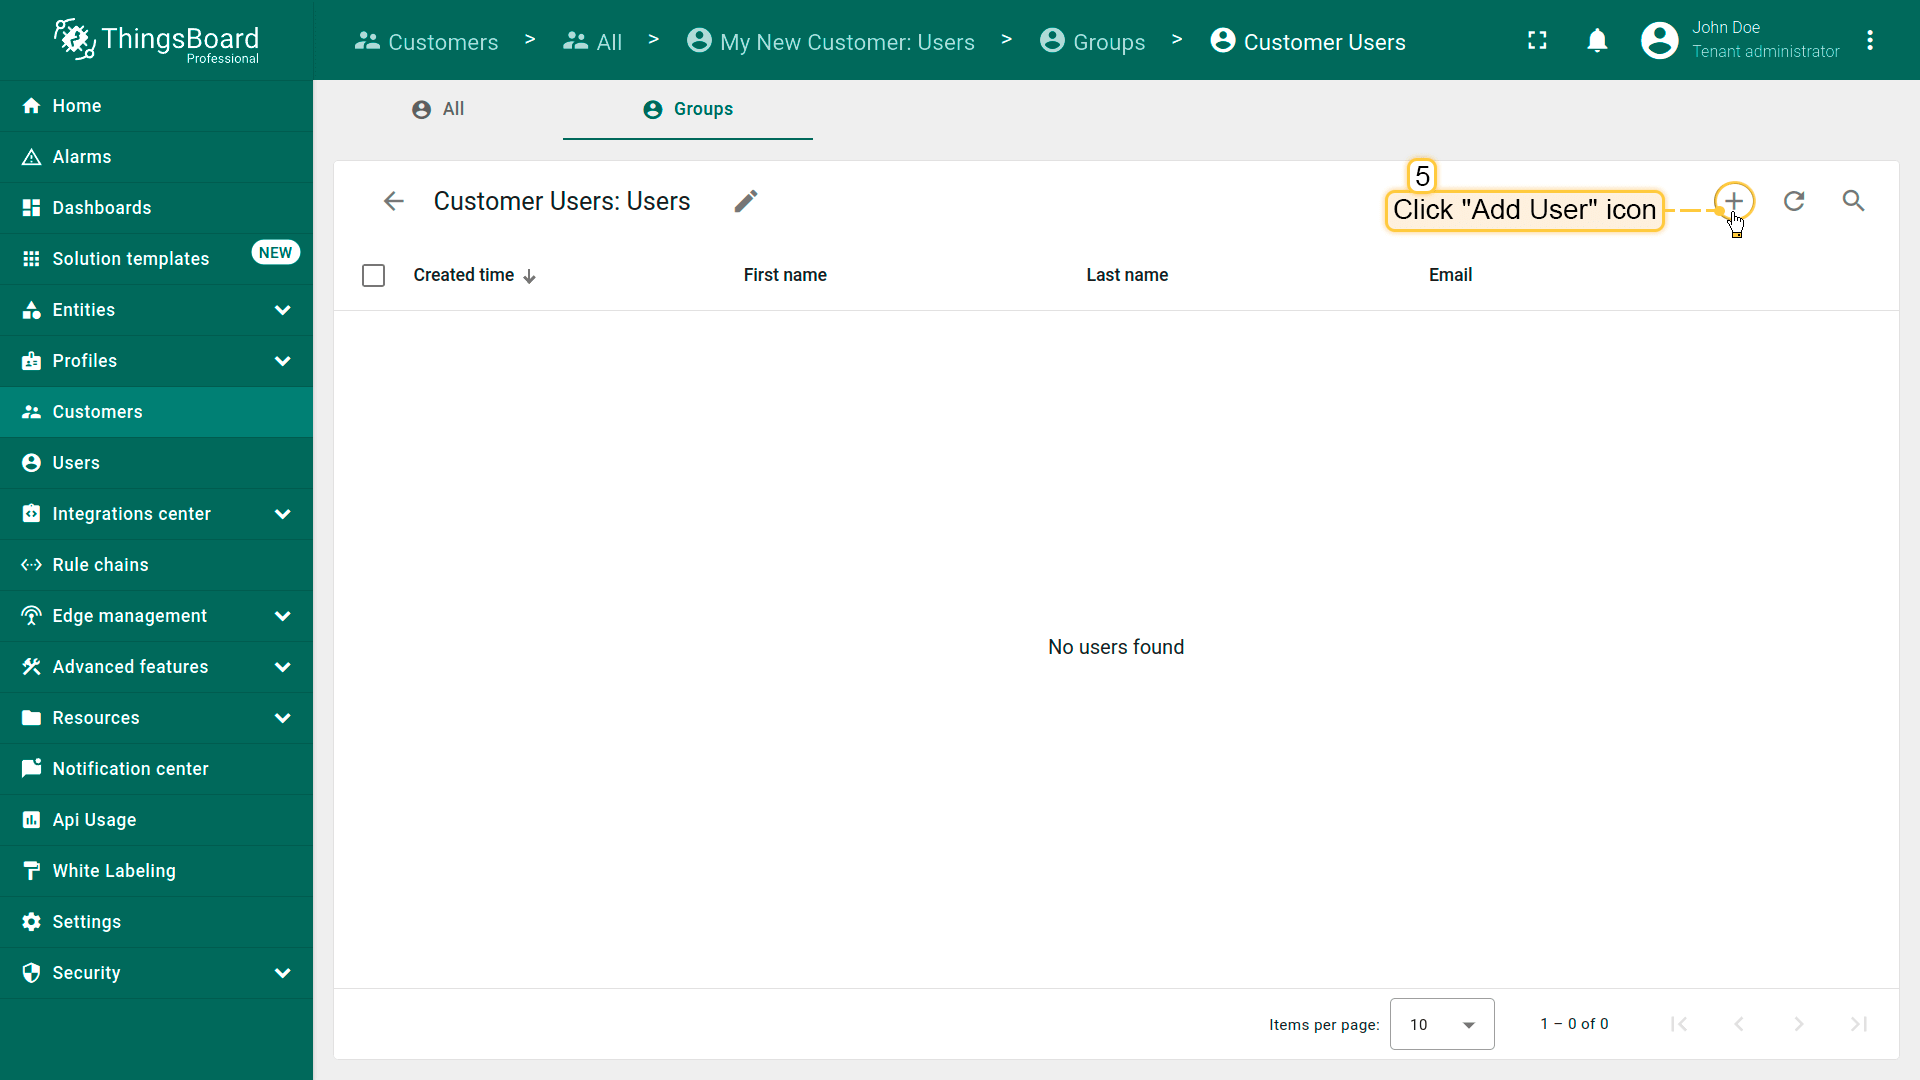 ThingsBoard
Professional
Customers > All > My New Customer: Users > Groups > Customer Users
John Doe
Tenant administrator
Home
Alarms
Dashboards
Solution templates NEW
Entities
Profiles
Customers
Users
Integrations center
Rule chains
Edge management
Advanced features
Resources
Notification center
Api Usage
White Labeling
Settings
Security
All
Groups
Customer Users: Users
5
Click "Add User" icon
Created time
First name
Last name
Email
No users found
Items per page:
10
1 – 0 of 0